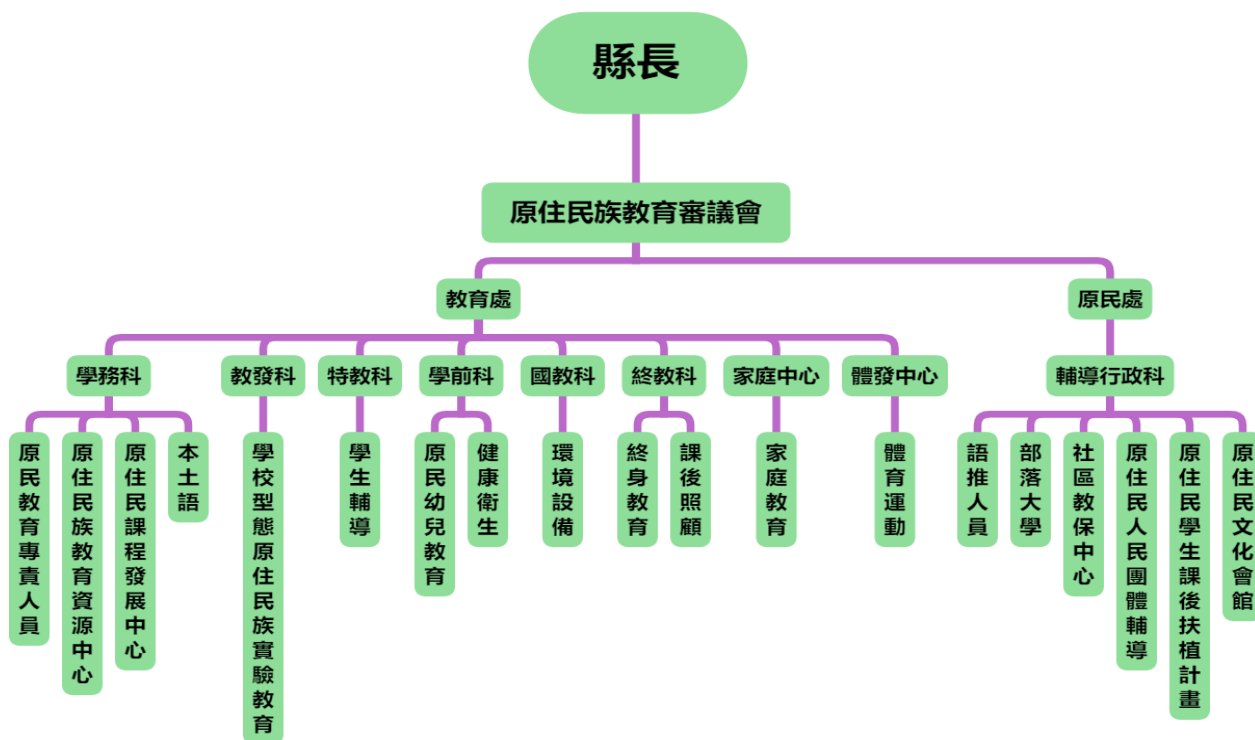 縣長
原住民族教育審議會
教育處
原民處
學務科
教發科
特教科
學前科
國教科
終教科
家庭中心
體發中心
輔導行政科
原民教育專責人員
原住民族教育資源中心
原住民課程發展中心
本土語
學校型態原住民族實驗教育
學生輔導
原民幼兒教育
健康衛生
環境設備
終身教育
課後照顧
家庭教育
體育運動
語推人員
部落大學
社區教保中心
原住民人民團體輔導
原住民學生課後扶植計畫
原住民文化會館